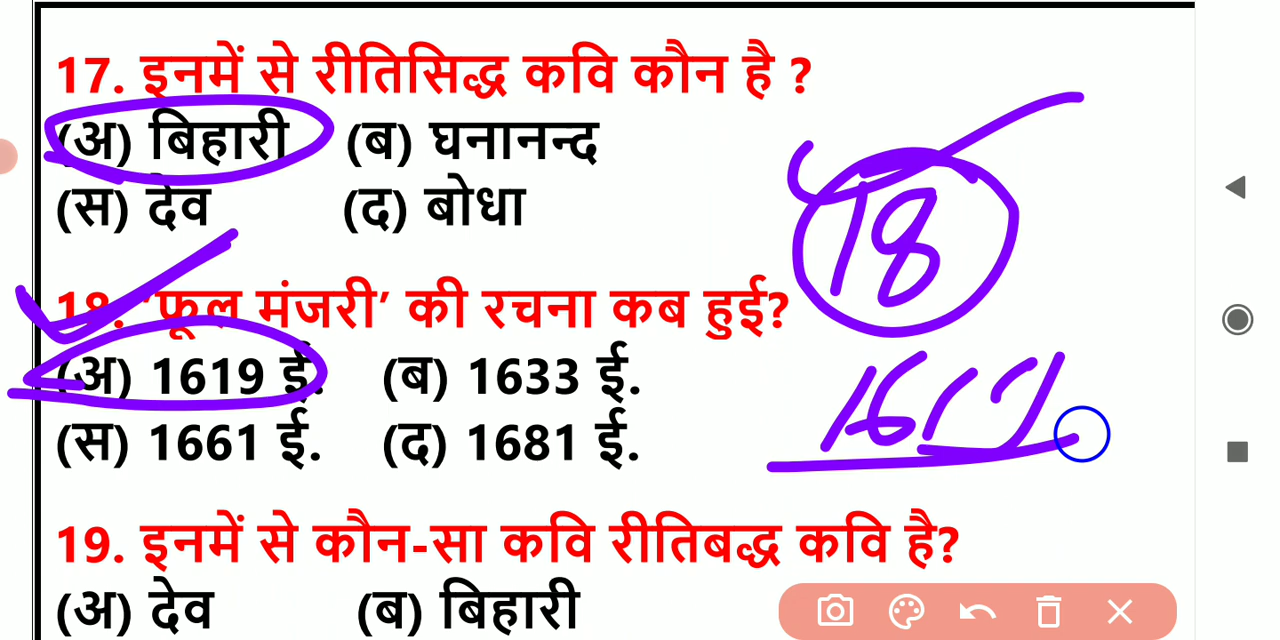 17. इनमें से रीतिसिद्ध कवि कौन है ?
(अ) बिहारी (ब) घनानन्द
(स) देव (द) बोधा
18
18. ‘फूल मंजरी’ की रचना कब हुई?
(अ) 1619 ई. (ब) 1633 ई.
1619
(स) 1661 ई. (द) 1681 ई.
19. इनमें से कौन-सा कवि रीतिबद्ध कवि है?
(अ) देव (ब) बिहारी